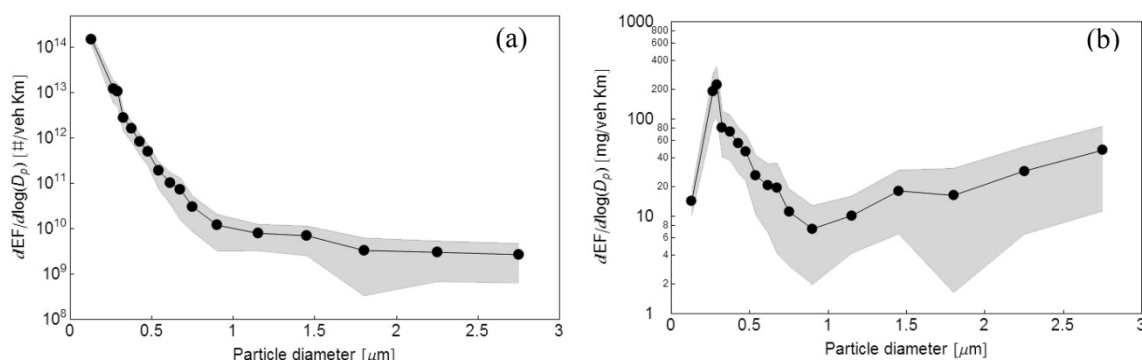 (a)
dEF/dlog(Dp) [#/veh Km]
10^14
10^13
10^12
10^11
10^10
10^9
10^8
0 0.5 1 1.5 2 2.5 3
Particle diameter [μm]
(b)
dEF/dlog(Dp) [mg/veh Km]
1000
800
600
400
200
100
80
60
40
20
10
8
6
4
2
1
0 0.5 1 1.5 2 2.5 3
Particle diameter [μm]